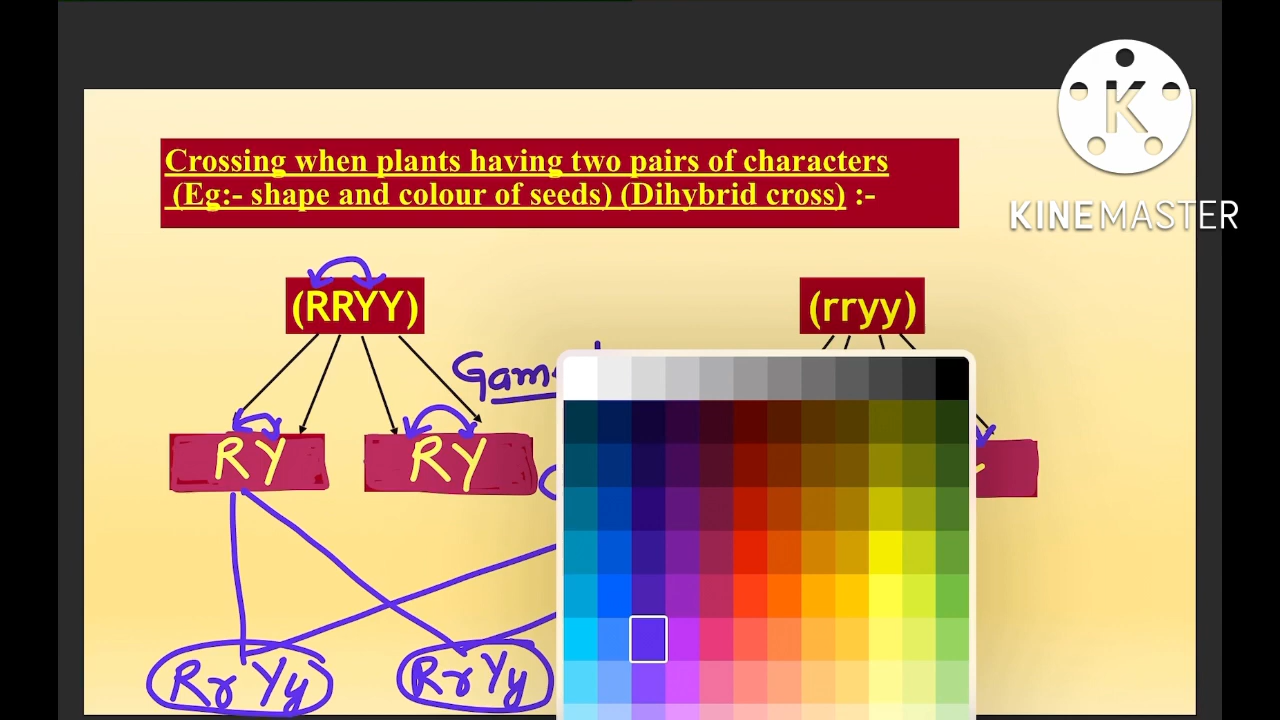 Crossing when plants having two pairs of characters
(Eg:- shape and colour of seeds) (Dihybrid cross) :-
KINEMASTER
(RRYY) (rryy)
Gam
RY RY
RrYy RrYy